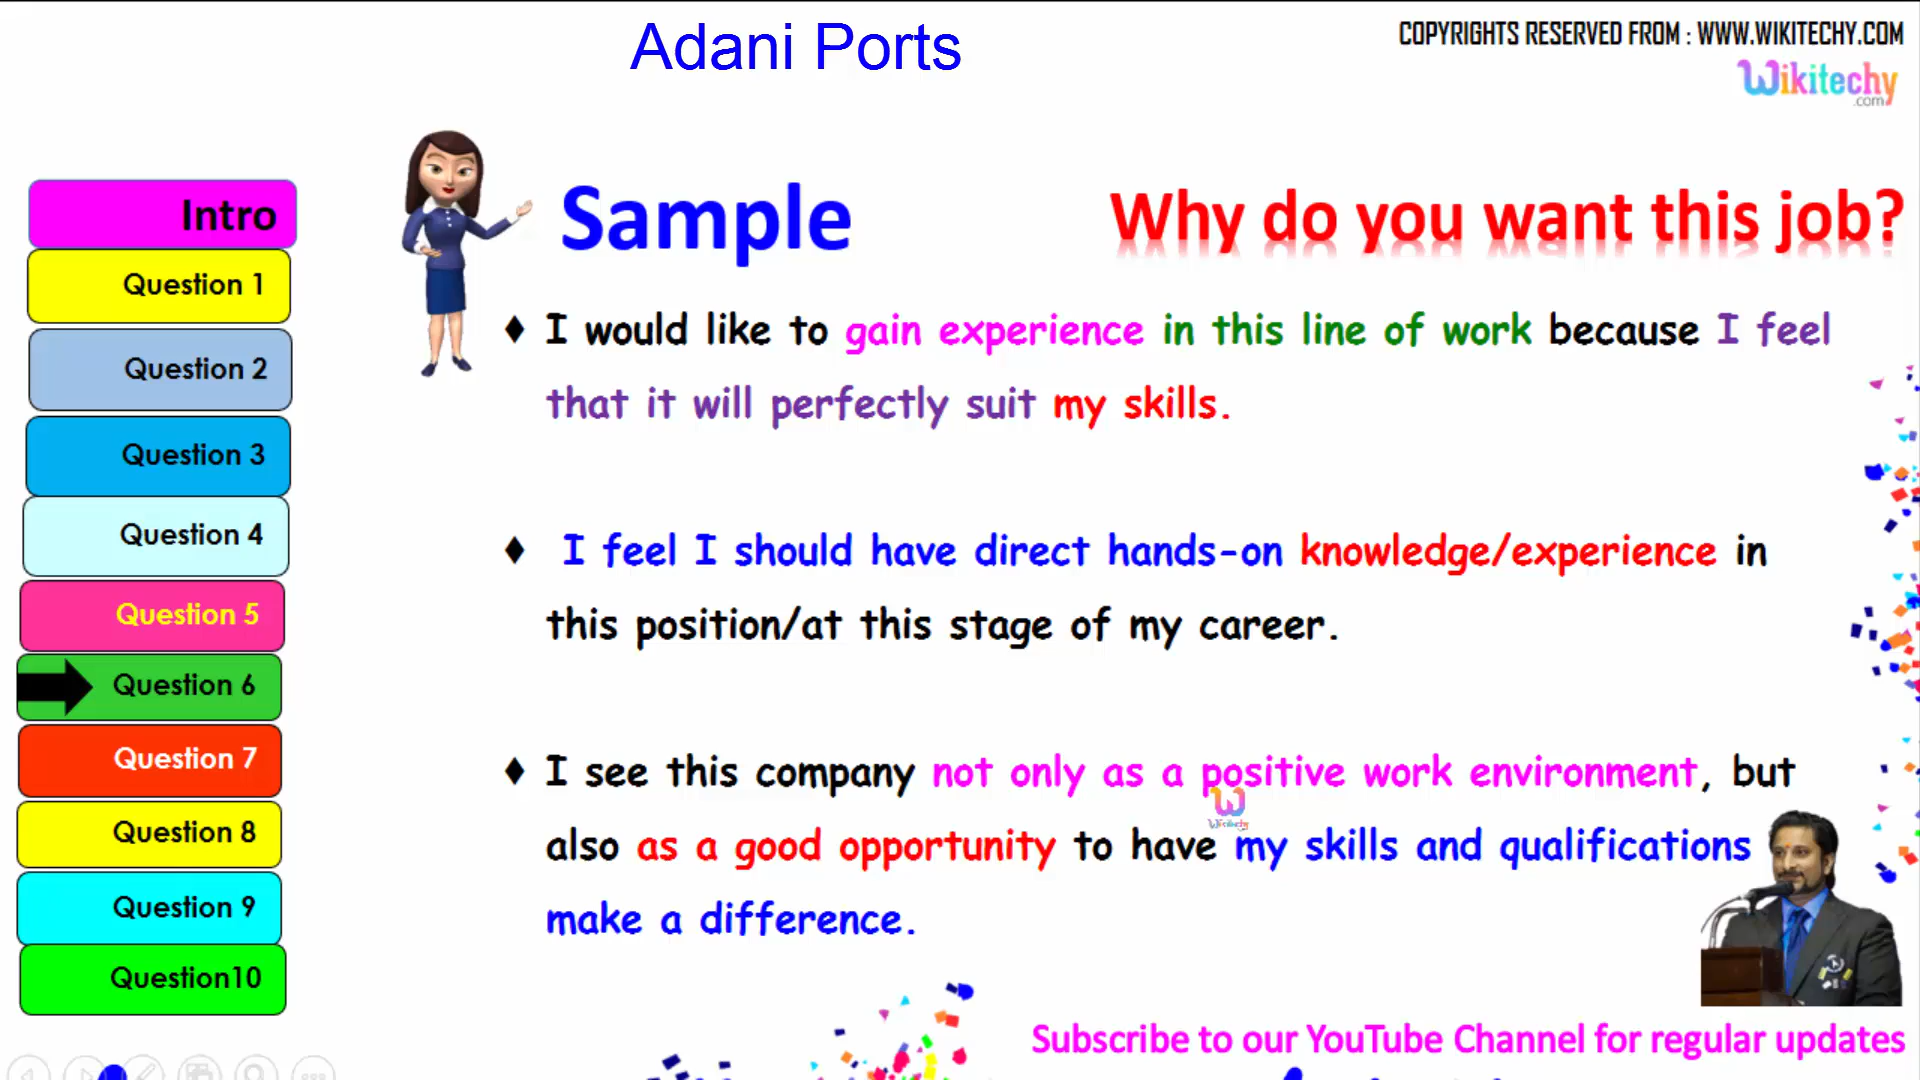 Adani Ports
COPYRIGHTS RESERVED FROM : WWW.WIKITECHY.COM
Wikitechy
.com
Intro
Question 1
Question 2
Question 3
Question 4
Question 5
Question 6
Question 7
Question 8
Question 9
Question10
Sample
Why do you want this job?
♦ I would like to gain experience in this line of work because I feel
that it will perfectly suit my skills.
♦ I feel I should have direct hands-on knowledge/experience in
this position/at this stage of my career.
♦ I see this company not only as a positive work environment, but
also as a good opportunity to have my skills and qualifications
make a difference.
Wikitechy
Subscribe to our YouTube Channel for regular updates